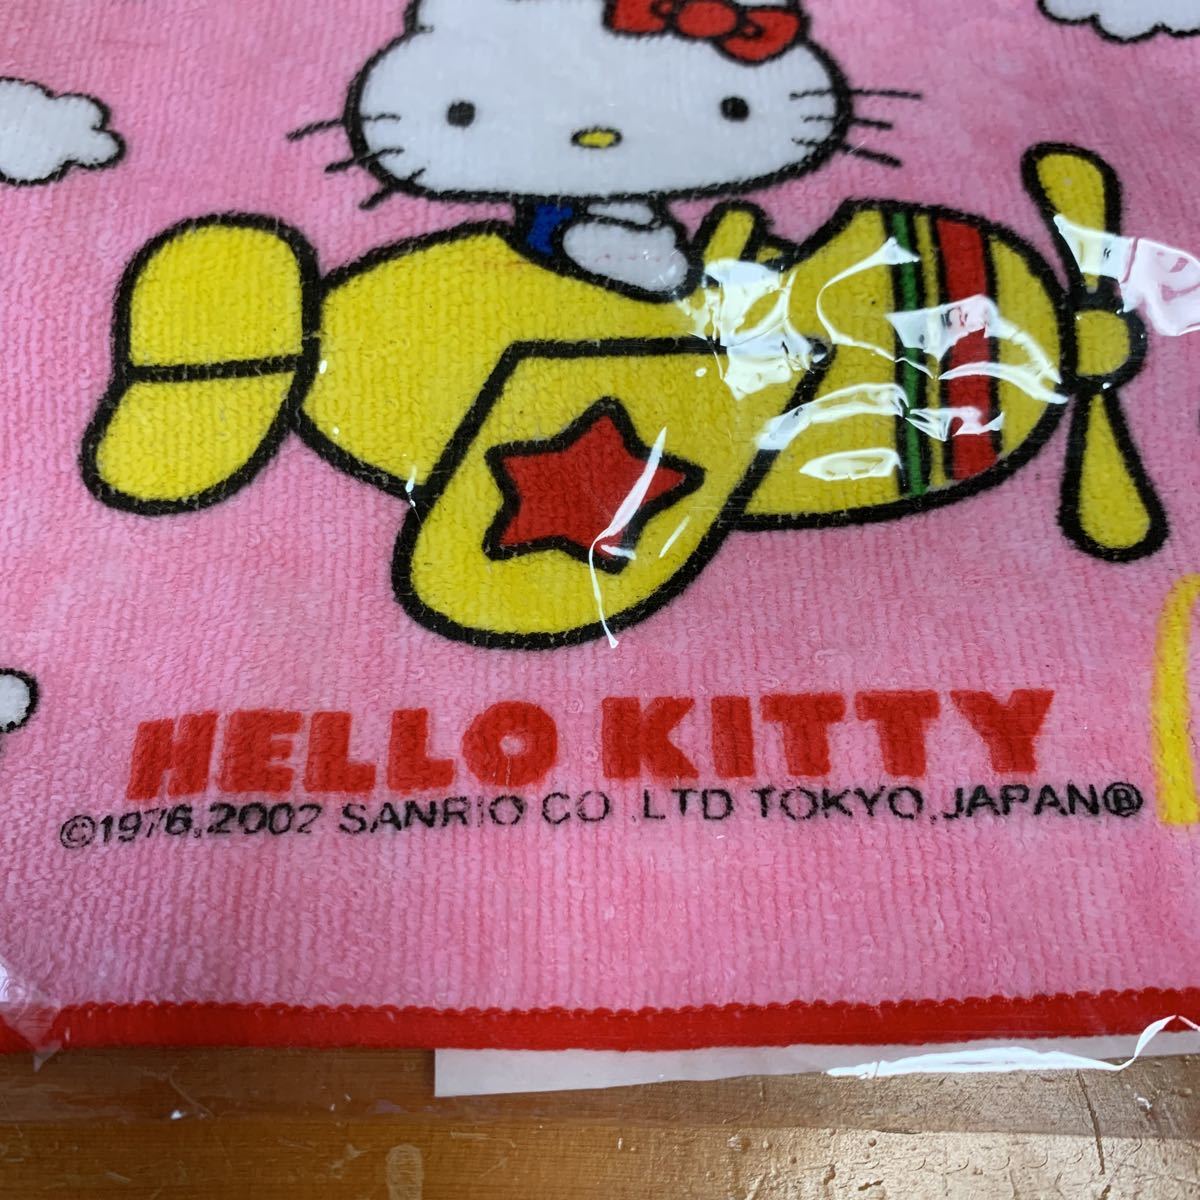 HELLO KITTY
©1976,2002 SANRIO CO.,LTD TOKYO,JAPAN®